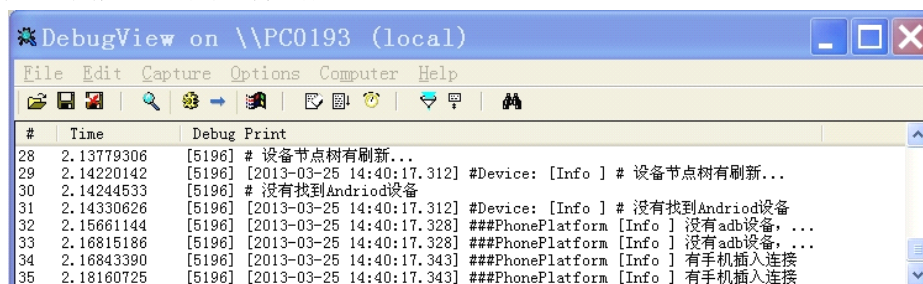 DebugView on \\PC0193 (local)
File Edit Capture Options Computer Help
# Time Debug Print
28 2.13779306 [5196] # 设备节点树有刷新...
29 2.14220142 [5196] [2013-03-25 14:40:17.312] #Device: [Info ] # 设备节点树有刷新...
30 2.14244533 [5196] # 没有找到Andriod设备
31 2.14330626 [5196] [2013-03-25 14:40:17.312] #Device: [Info ] # 没有找到Andriod设备
32 2.15661144 [5196] [2013-03-25 14:40:17.328] ###PhonePlatform [Info ] 没有adb设备, ...
33 2.16815186 [5196] [2013-03-25 14:40:17.328] ###PhonePlatform [Info ] 没有adb设备, ...
34 2.16843390 [5196] [2013-03-25 14:40:17.343] ###PhonePlatform [Info ] 有手机插入连接
35 2.18160725 [5196] [2013-03-25 14:40:17.343] ###PhonePlatform [Info ] 有手机插入连接